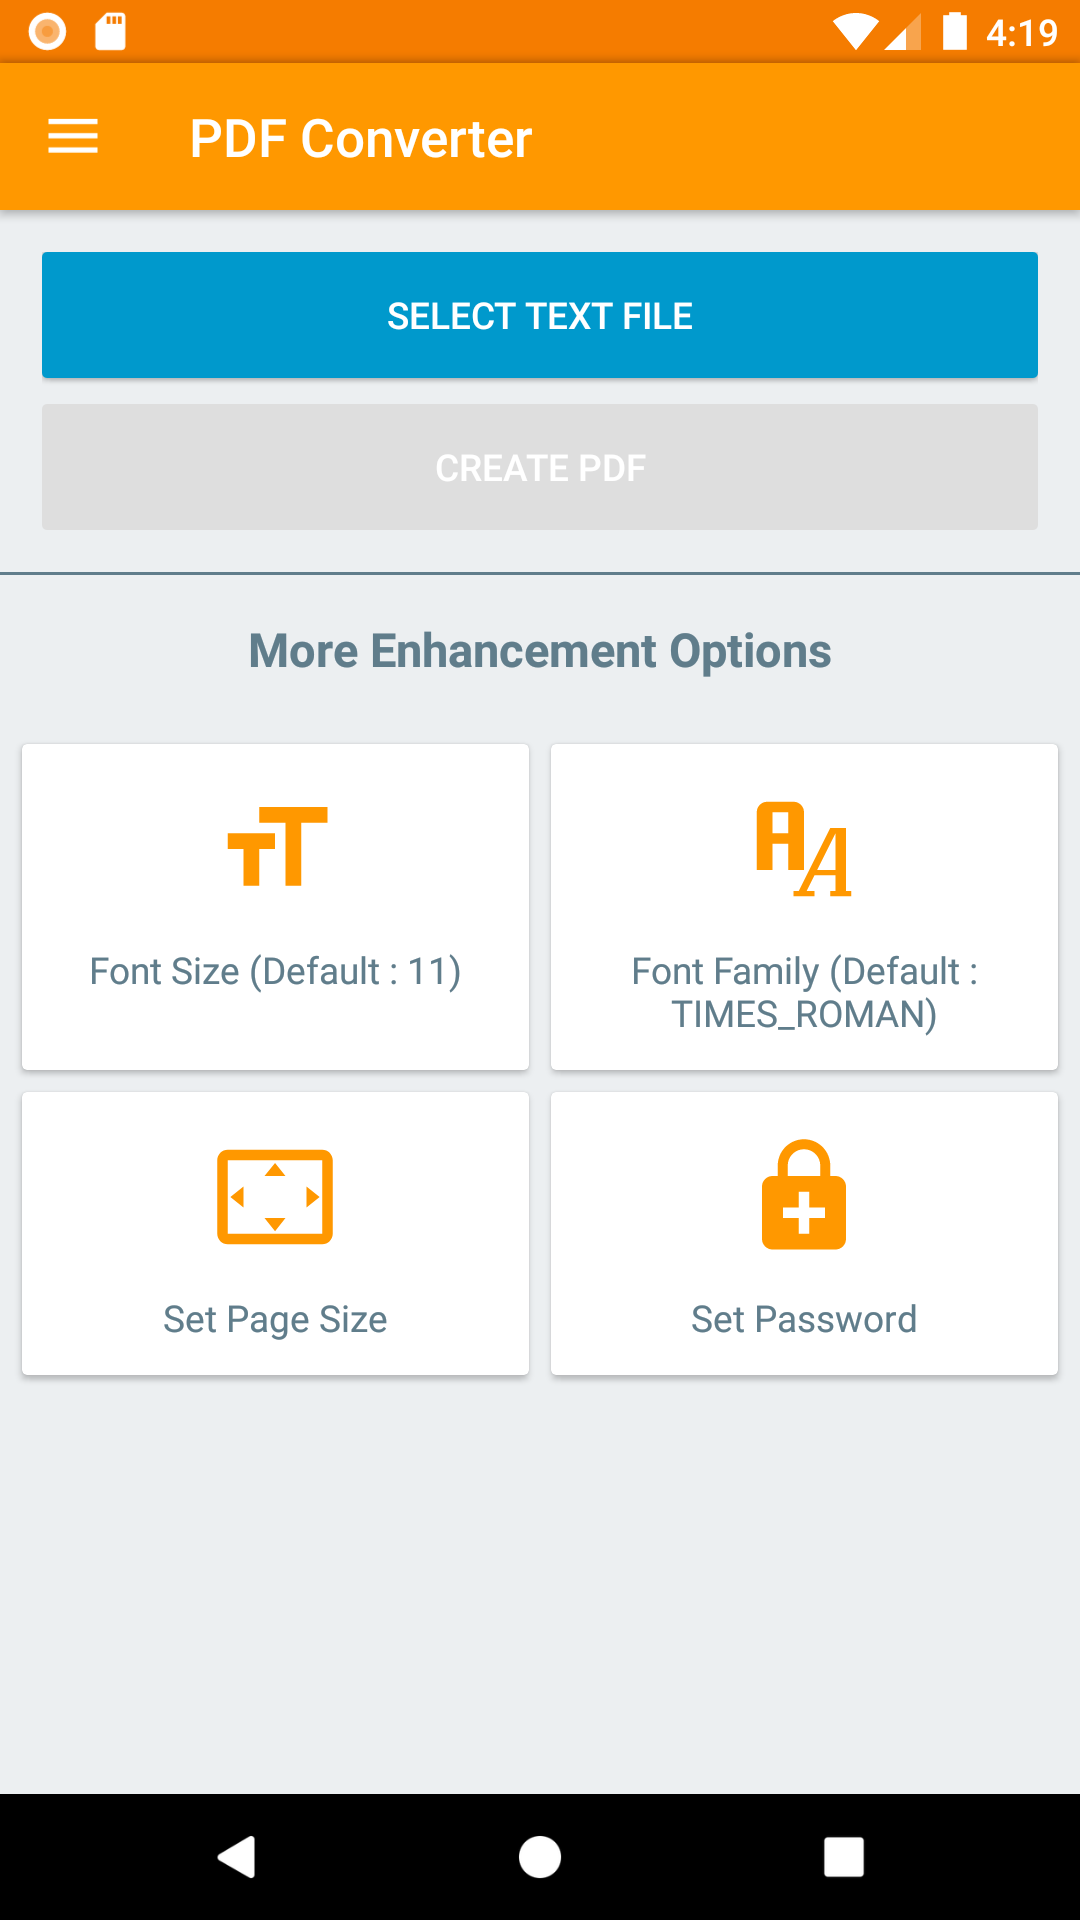 4:19
PDF Converter
SELECT TEXT FILE
CREATE PDF
More Enhancement Options
Font Size (Default : 11)
Font Family (Default :
TIMES_ROMAN)
Set Page Size
Set Password